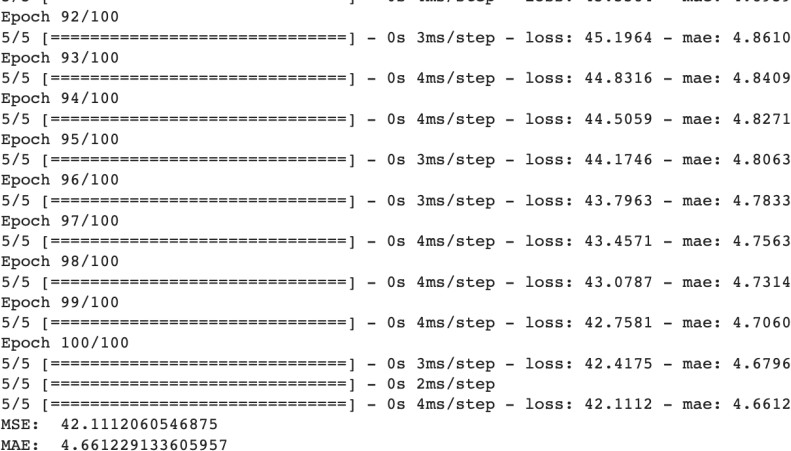 Epoch 92/100
5/5 [==============================] - 0s 3ms/step - loss: 45.1964 - mae: 4.8610
Epoch 93/100
5/5 [==============================] - 0s 4ms/step - loss: 44.8316 - mae: 4.8409
Epoch 94/100
5/5 [==============================] - 0s 4ms/step - loss: 44.5059 - mae: 4.8271
Epoch 95/100
5/5 [==============================] - 0s 3ms/step - loss: 44.1746 - mae: 4.8063
Epoch 96/100
5/5 [==============================] - 0s 3ms/step - loss: 43.7963 - mae: 4.7833
Epoch 97/100
5/5 [==============================] - 0s 4ms/step - loss: 43.4571 - mae: 4.7563
Epoch 98/100
5/5 [==============================] - 0s 4ms/step - loss: 43.0787 - mae: 4.7314
Epoch 99/100
5/5 [==============================] - 0s 4ms/step - loss: 42.7581 - mae: 4.7060
Epoch 100/100
5/5 [==============================] - 0s 3ms/step - loss: 42.4175 - mae: 4.6796
5/5 [==============================] - 0s 2ms/step
5/5 [==============================] - 0s 4ms/step - loss: 42.1112 - mae: 4.6612
MSE:  42.1112060546875
MAE:  4.661229133605957